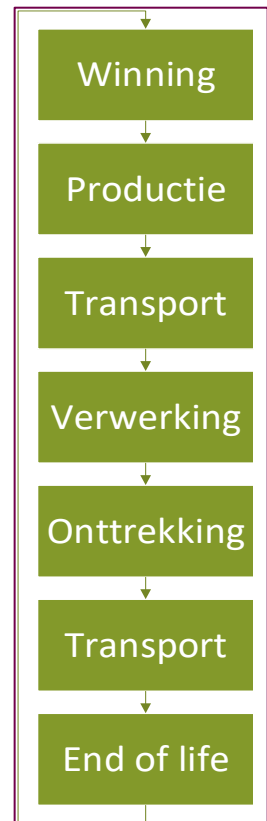 Winning
Productie
Transport
Verwerking
Onttrekking
Transport
End of life